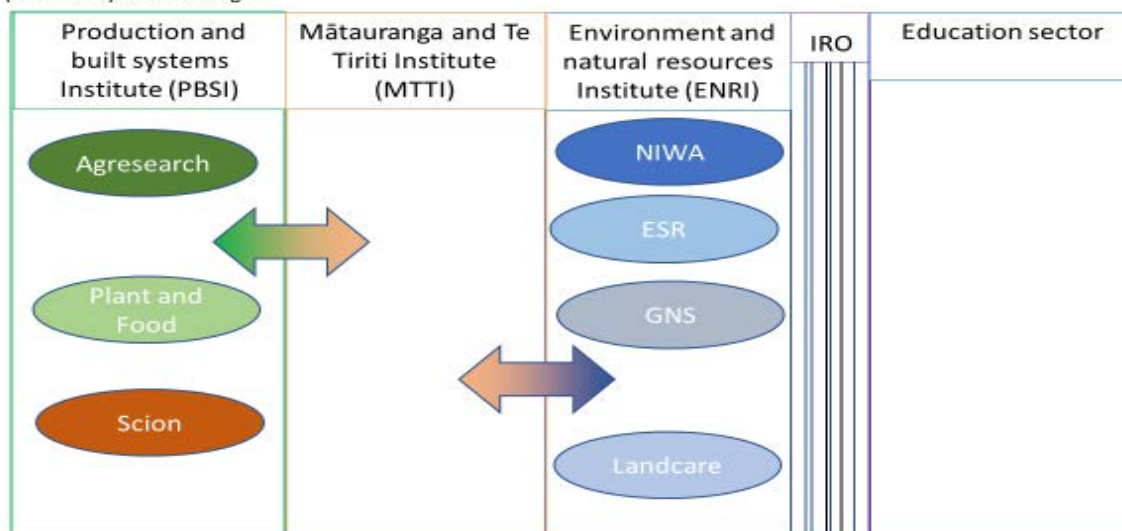 Production and
built systems
Institute (PBSI)
Mātauranga and Te
Tiriti Institute
(MTTI)
Environment and
natural resources
Institute (ENRI)
IRO
Education sector
Agresearch
Plant and
Food
Scion
NIWA
ESR
GNS
Landcare